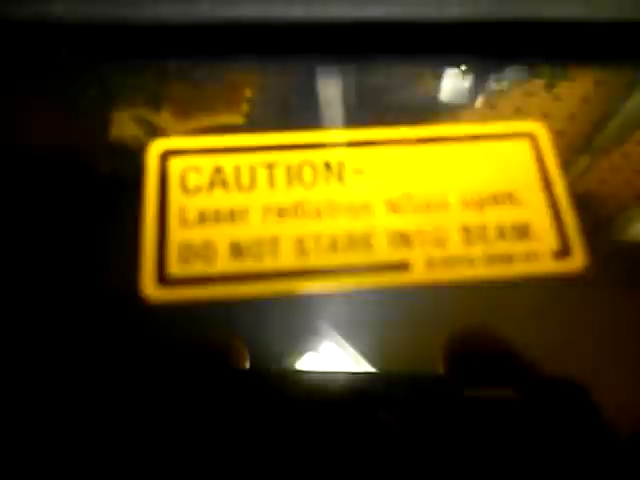 CAUTION-
Laser radiation when open.
DO NOT STARE INTO BEAM.